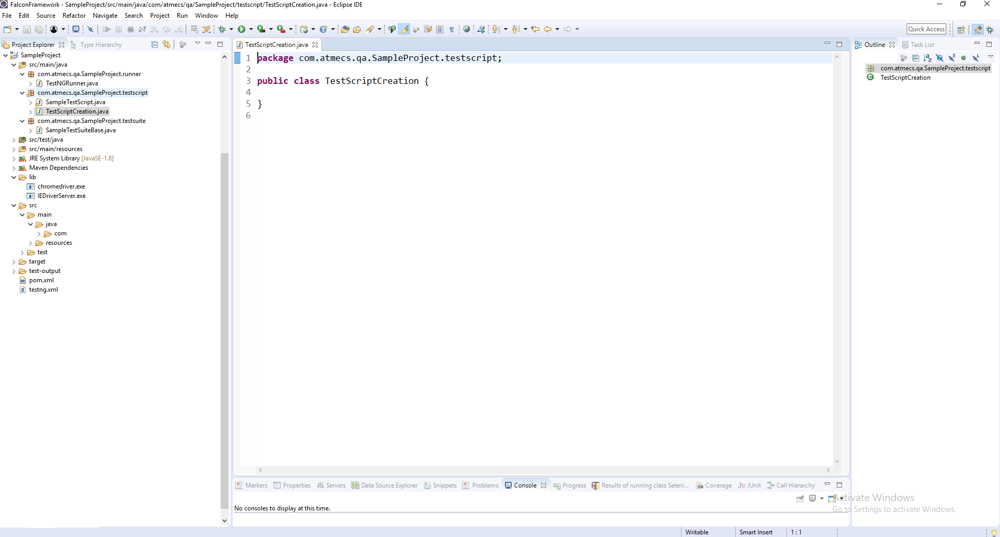 FalconFramework - SampleProject/src/main/java/com/atmecs/qa/SampleProject/testscript/TestScriptCreation.java - Eclipse IDE
File Edit Source Refactor Navigate Search Project Run Window Help
Quick Access
Project Explorer Type Hierarchy
SampleProject
src/main/java
com.atmecs.qa.SampleProject.runner
TestNGRunner.java
com.atmecs.qa.SampleProject.testscript
SampleTestScript.java
TestScriptCreation.java
com.atmecs.qa.SampleProject.testsuite
SampleTestSuiteBase.java
src/test/java
src/main/resources
JRE System Library [JavaSE-1.8]
Maven Dependencies
lib
chromedriver.exe
IEDriverServer.exe
src
main
java
com
resources
test
target
test-output
pom.xml
testng.xml
TestScriptCreation.java
1 package com.atmecs.qa.SampleProject.testscript;
2
3 public class TestScriptCreation {
4
5 }
6
Outline Task List
com.atmecs.qa.SampleProject.testscript
TestScriptCreation
Markers Properties Servers Data Source Explorer Snippets Problems Console Progress Results of running class Seleni... Coverage JUnit Call Hierarchy
No consoles to display at this time.
Activate Windows
Go to Settings to activate Windows.
Writable Smart Insert 1 : 1